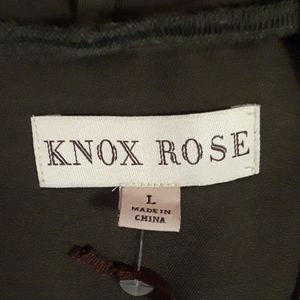 KNOX ROSE
L
MADE IN
CHINA